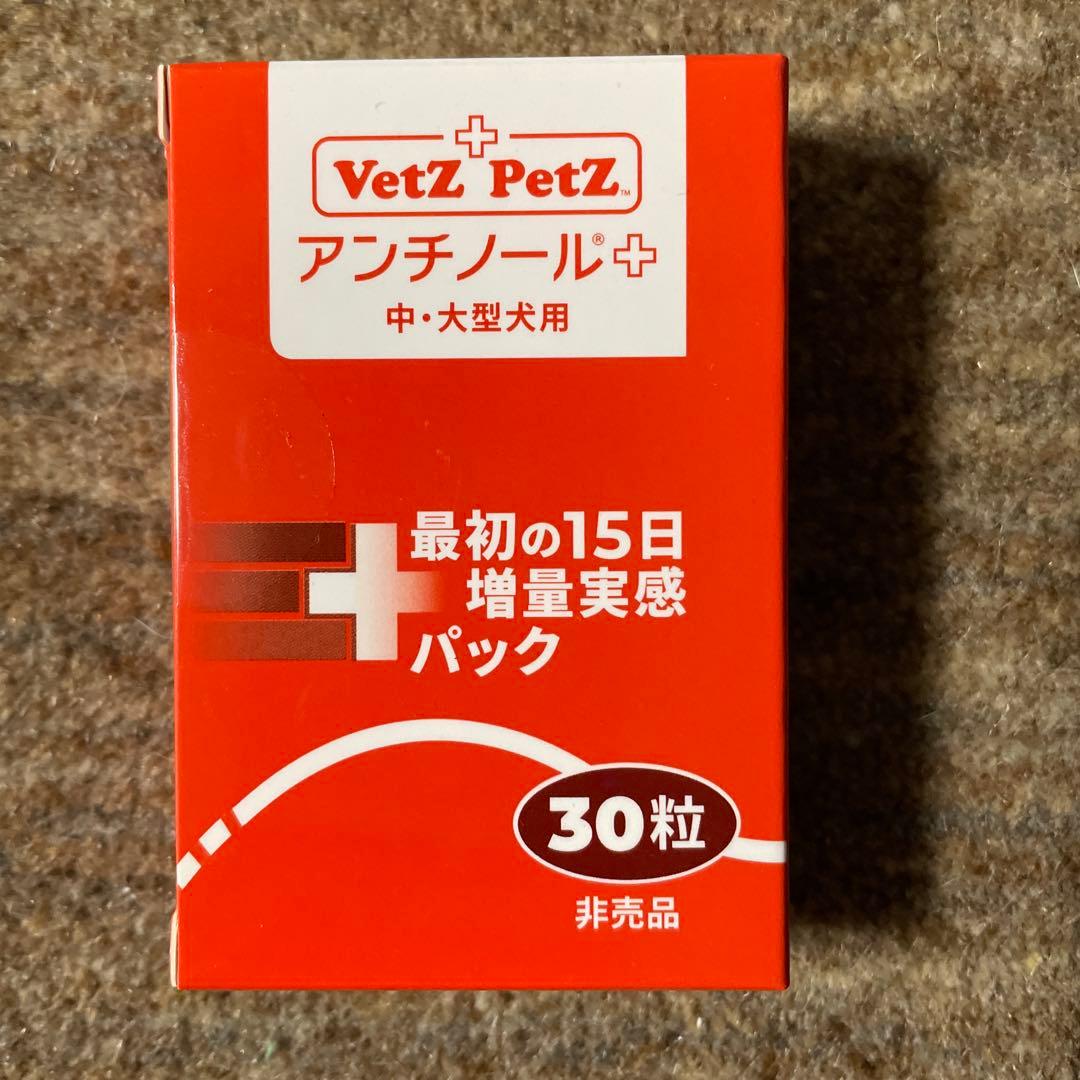 VetZ PetZ™
アンチノール®+
中・大型犬用
最初の15日
増量実感
パック
30粒
非売品